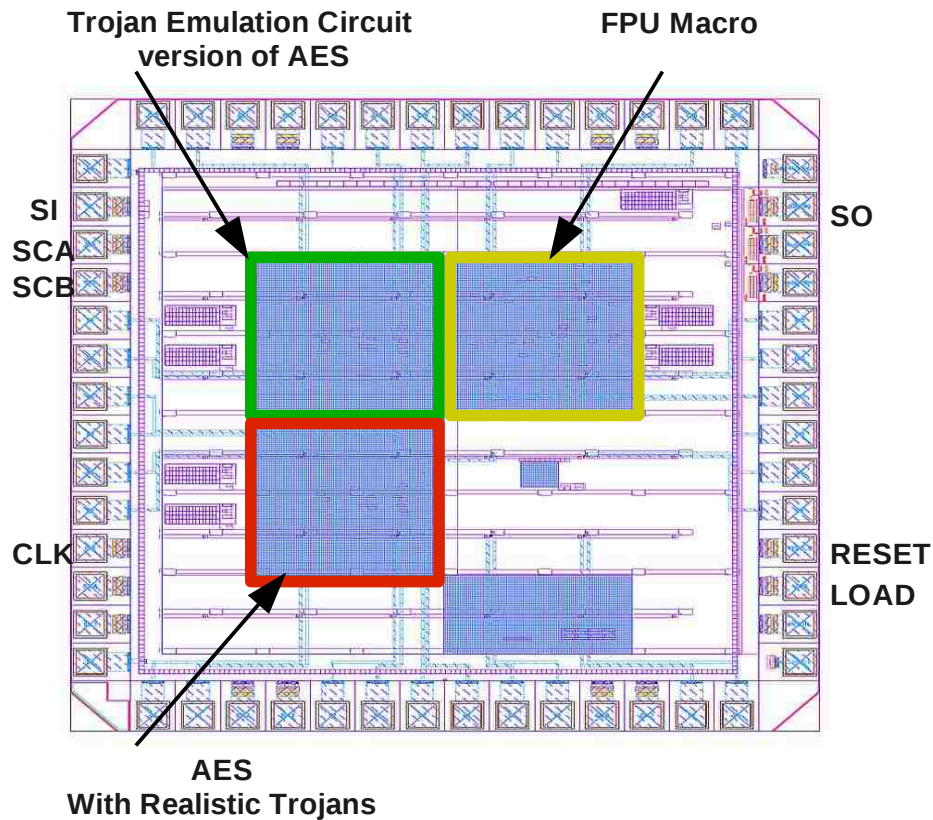 Trojan Emulation Circuit
version of AES
FPU Macro
SI
SO
SCA
SCB
CLK
RESET
LOAD
AES
With Realistic Trojans